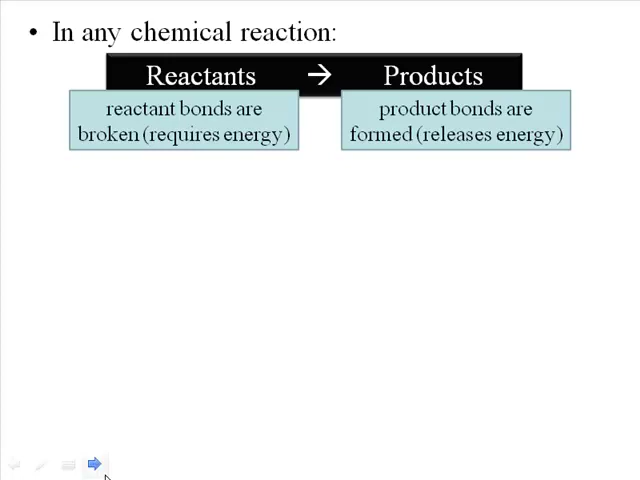 • In any chemical reaction:
Reactants → Products
reactant bonds are
broken (requires energy)
product bonds are
formed (releases energy)